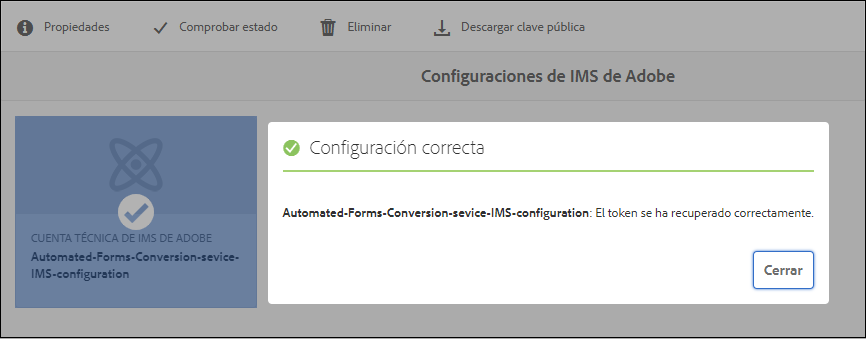 Propiedades
Comprobar estado
Eliminar
Descargar clave pública
Configuraciones de IMS de Adobe
Configuración correcta
Automated-Forms-Conversion-sevice-IMS-configuration: El token se ha recuperado correctamente.
Cerrar
CUENTA TÉCNICA DE IMS DE ADOBE
Automated-Forms-Conversion-sevice-
IMS-configuration